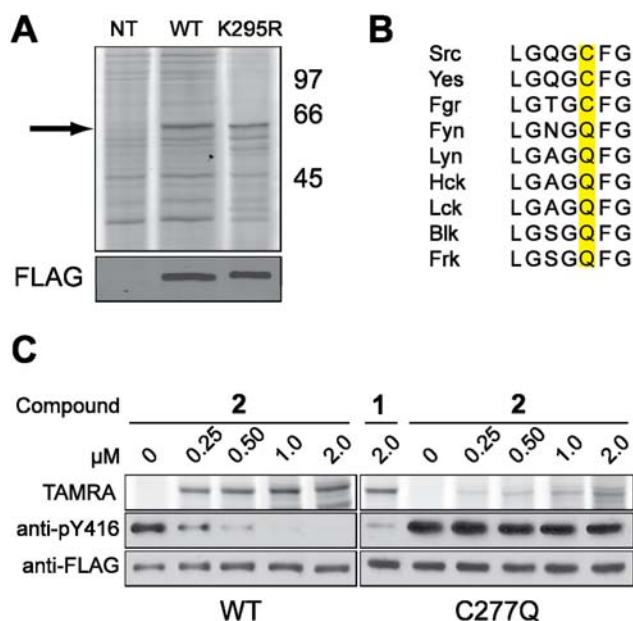 A
NT WT K295R
97
66
45
FLAG
B
Src LGQGCFG
Yes LGQGCFG
Fgr LGTGCFG
Fyn LGNGQFG
Lyn LGAGQFG
Hck LGAGQFG
Lck LGAGQFG
Blk LGSGQFG
Frk LGSGQFG
C
Compound 2 1 2
µM 0 0.25 0.50 1.0 2.0 2.0 0 0.25 0.50 1.0 2.0
TAMRA
anti-pY416
anti-FLAG
WT C277Q